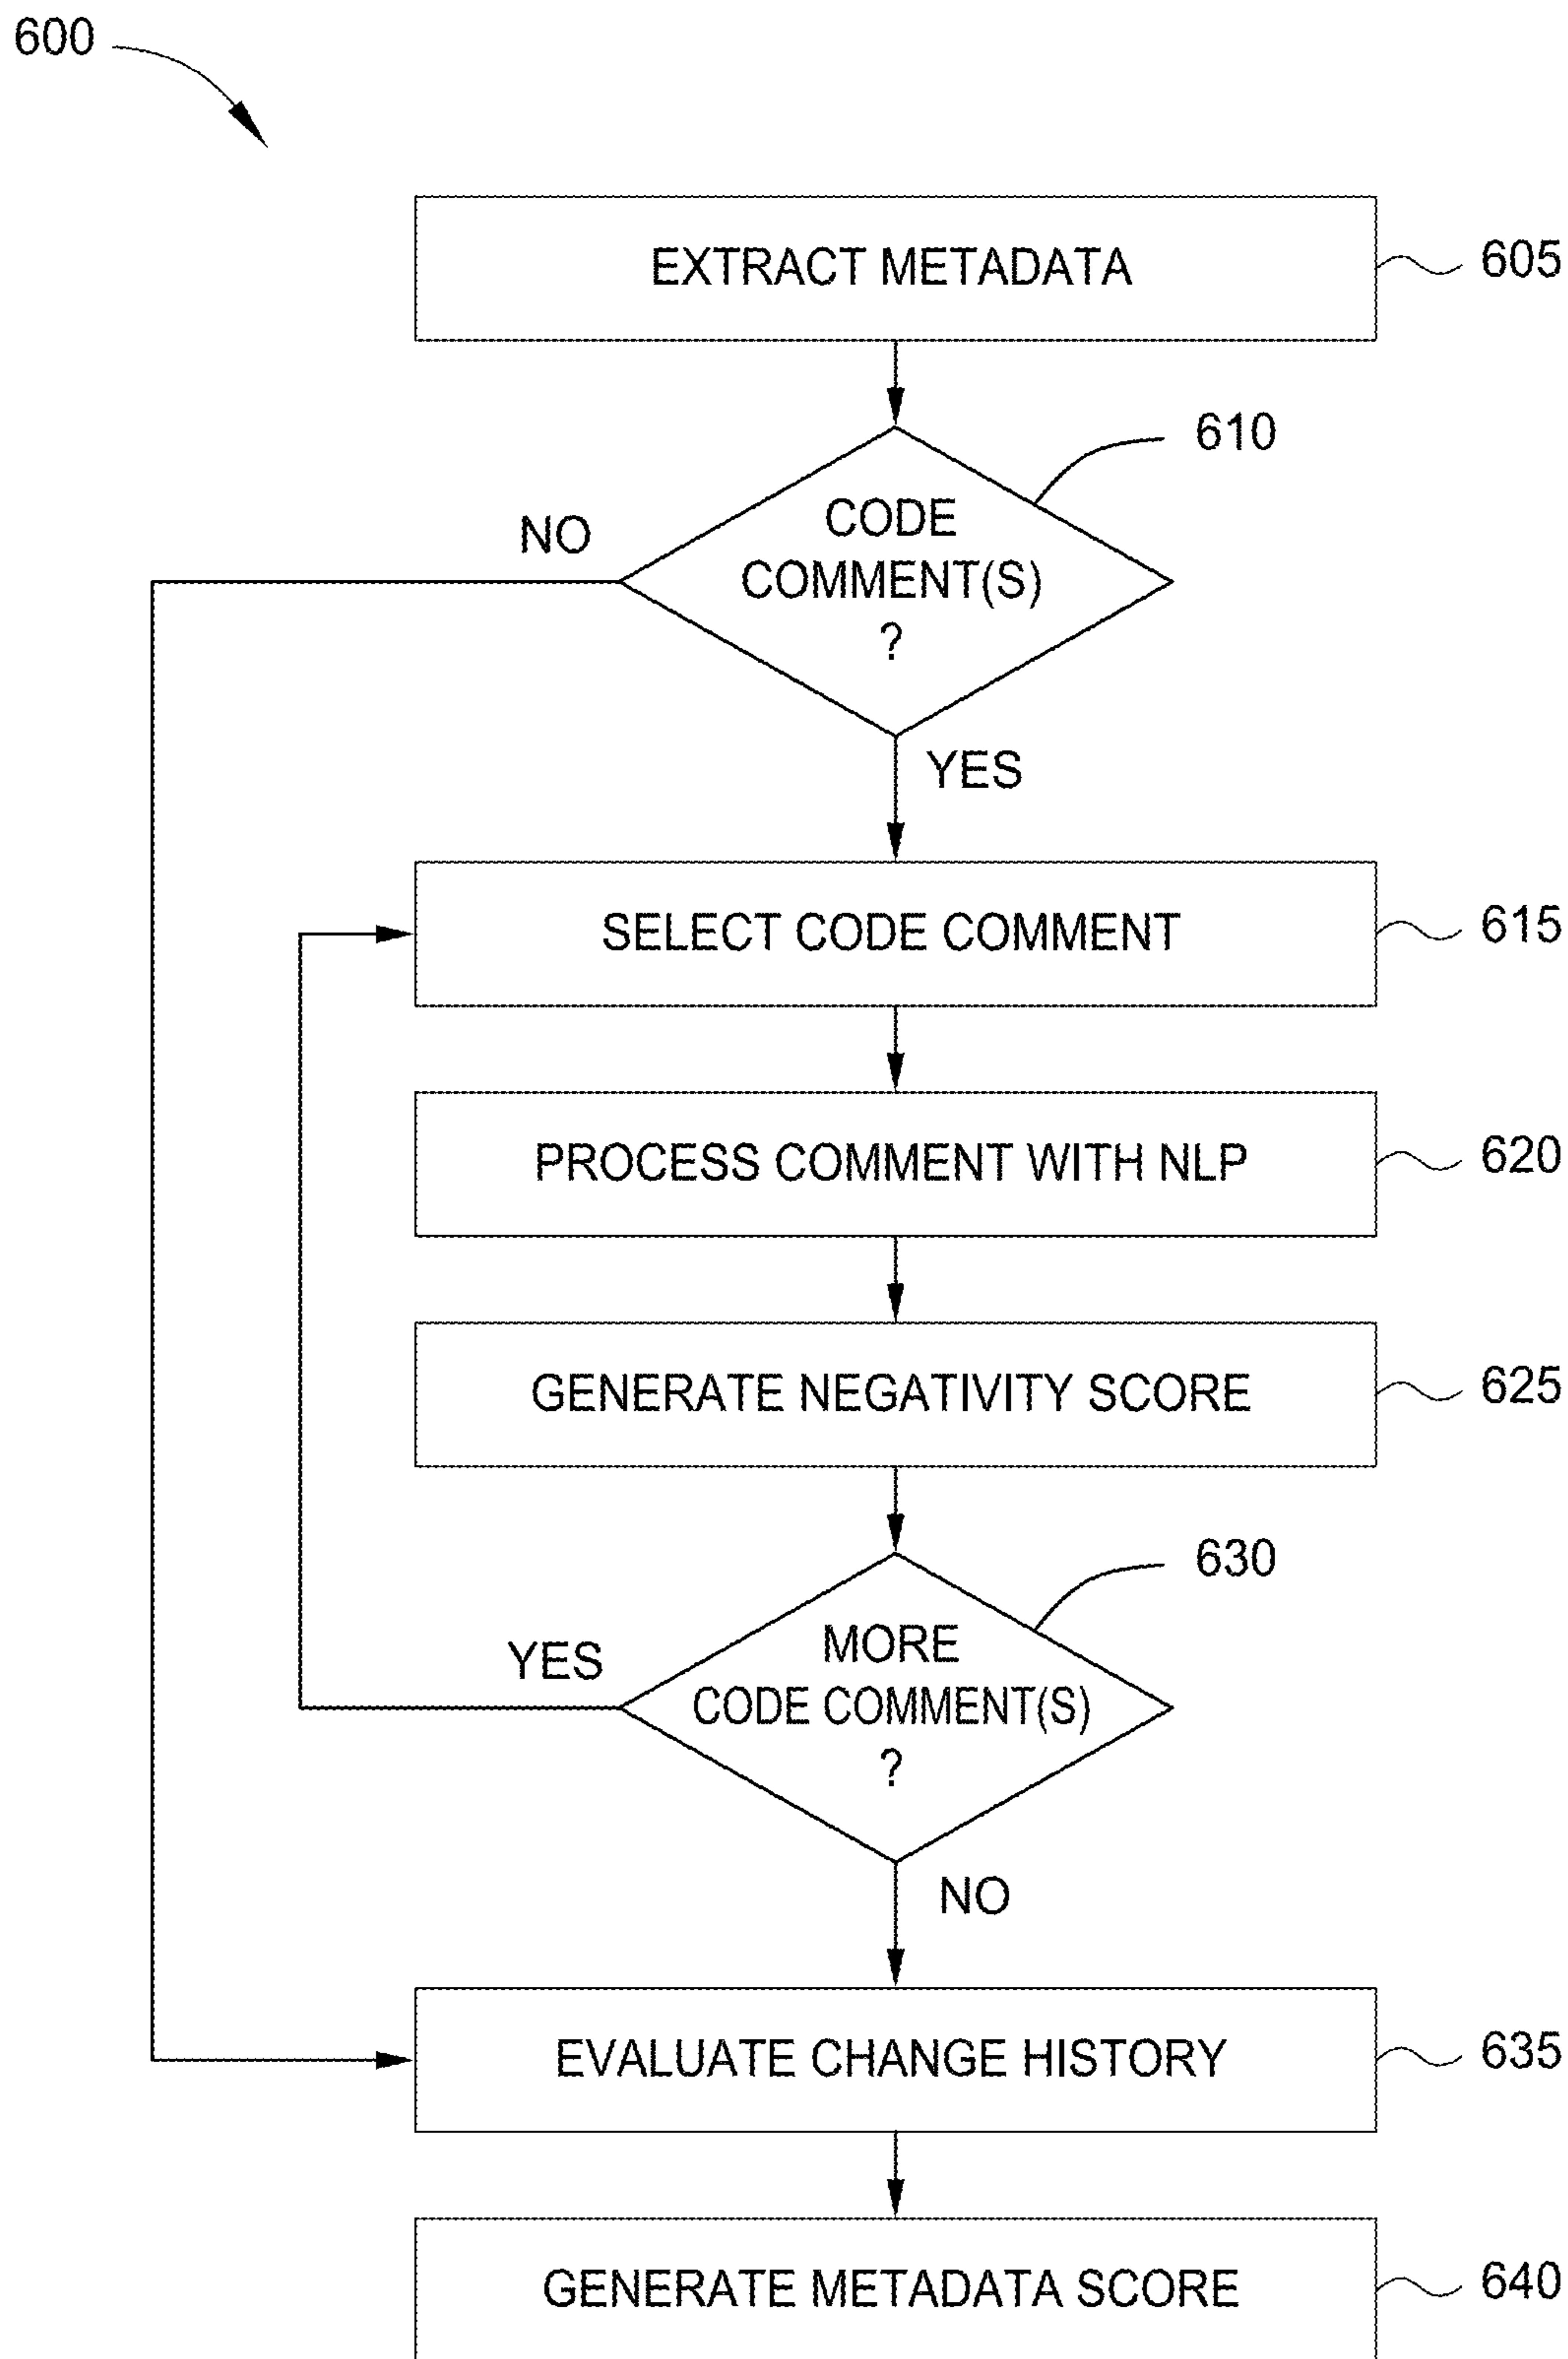 600
EXTRACT METADATA
605
610
CODE
COMMENT(S)
?
NO
YES
SELECT CODE COMMENT
615
PROCESS COMMENT WITH NLP
620
GENERATE NEGATIVITY SCORE
625
630
MORE
CODE COMMENT(S)
?
YES
NO
EVALUATE CHANGE HISTORY
635
GENERATE METADATA SCORE
640